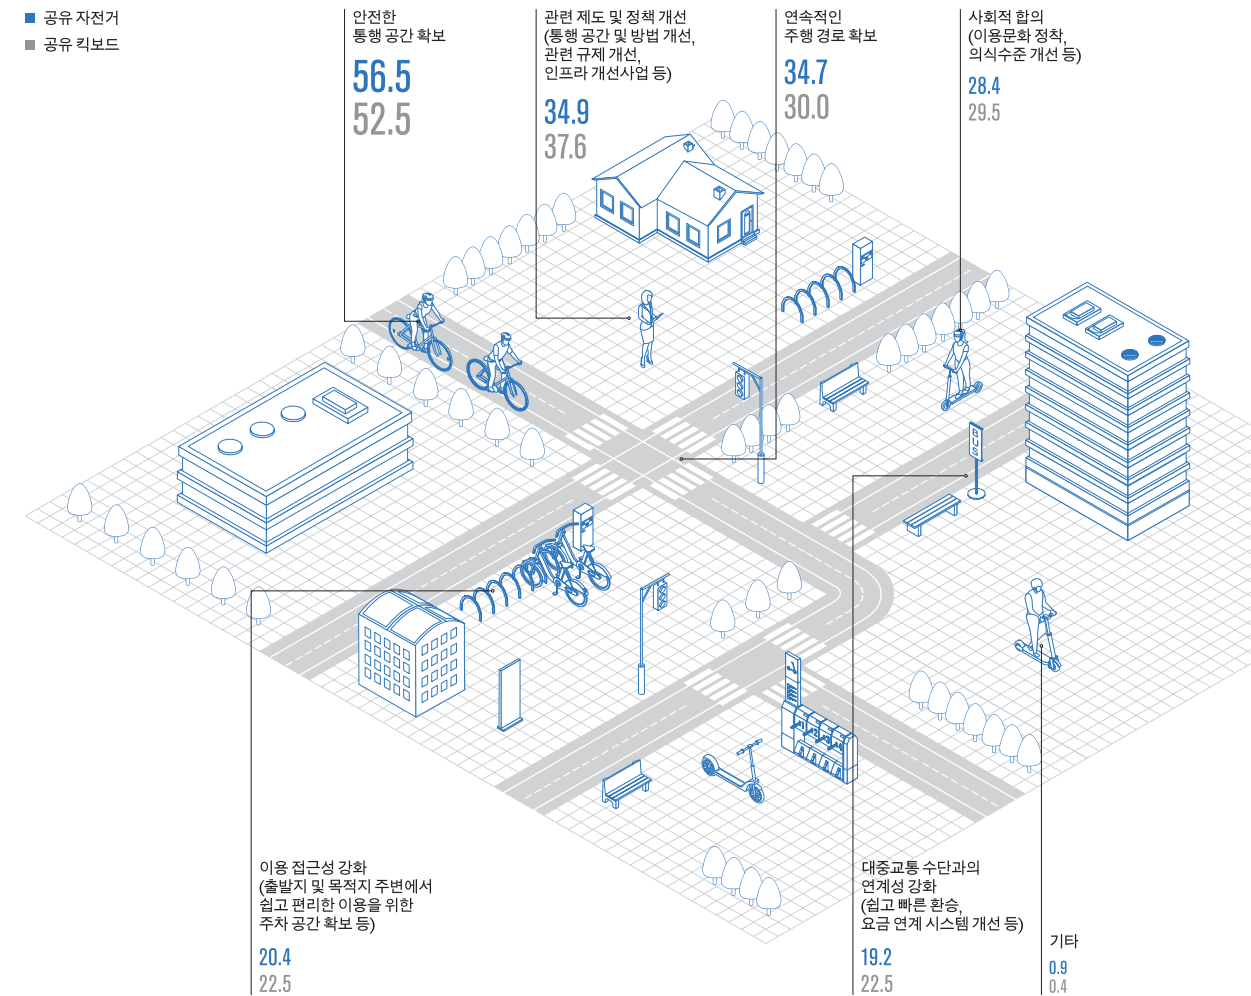 공유 자전거
공유 킥보드
안전한
통행 공간 확보
56.5
52.5
관련 제도 및 정책 개선
(통행 공간 및 방법 개선,
관련 규제 개선,
인프라 개선사업 등)
34.9
37.6
연속적인
주행 경로 확보
34.7
30.0
사회적 합의
(이용문화 정착,
의식수준 개선 등)
28.4
29.5
BUS
이용 접근성 강화
(출발지 및 목적지 주변에서
쉽고 편리한 이용을 위한
주차 공간 확보 등)
20.4
22.5
대중교통 수단과의
연계성 강화
(쉽고 빠른 환승,
요금 연계 시스템 개선 등)
19.2
22.5
기타
0.9
0.4